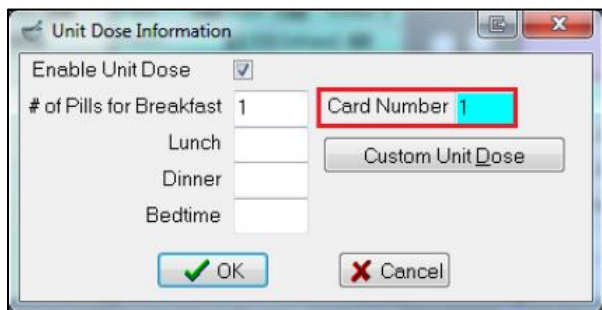 Unit Dose Information
Enable Unit Dose
# of Pills for Breakfast 1 Card Number 1
Lunch
Custom Unit Dose
Dinner
Bedtime
OK Cancel